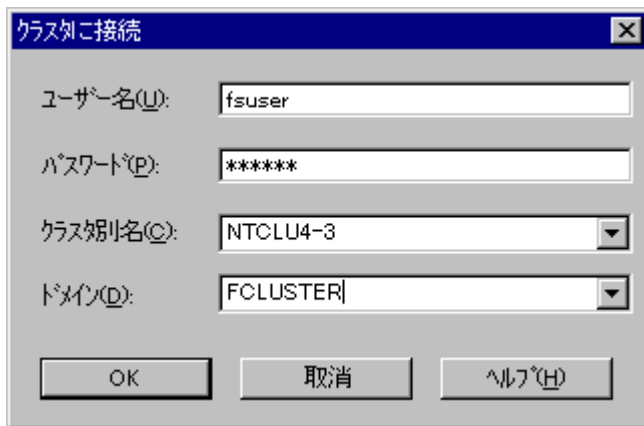 クラスタに接続
ユーザー名(U): fsuser
パスワード(P): ******
クラスタ別名(C): NTCLU4-3
ドメイン(D): FCLUSTER
OK 取消 ヘルプ(H)